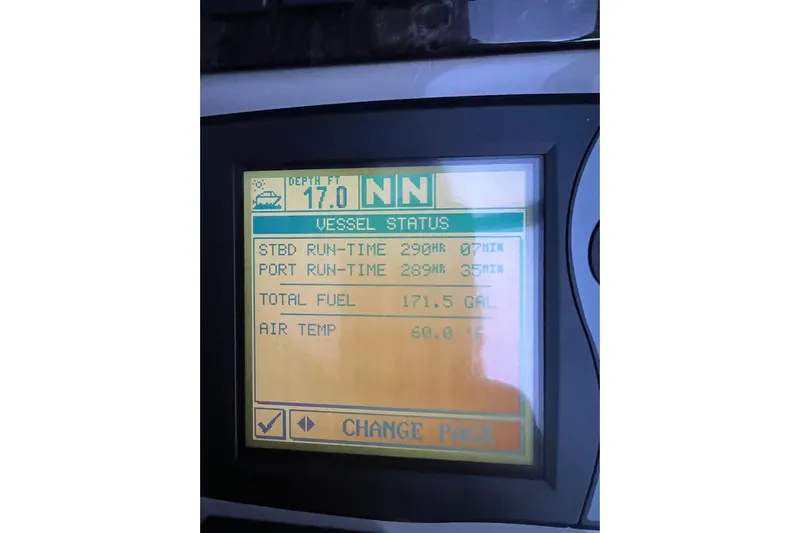 DEPTH FT
17.0 N N
VESSEL STATUS
STBD RUN-TIME 290HR 07MIN
PORT RUN-TIME 289HR 35MIN
TOTAL FUEL 171.5 GAL
AIR TEMP 60.0 °F
CHANGE PAGE